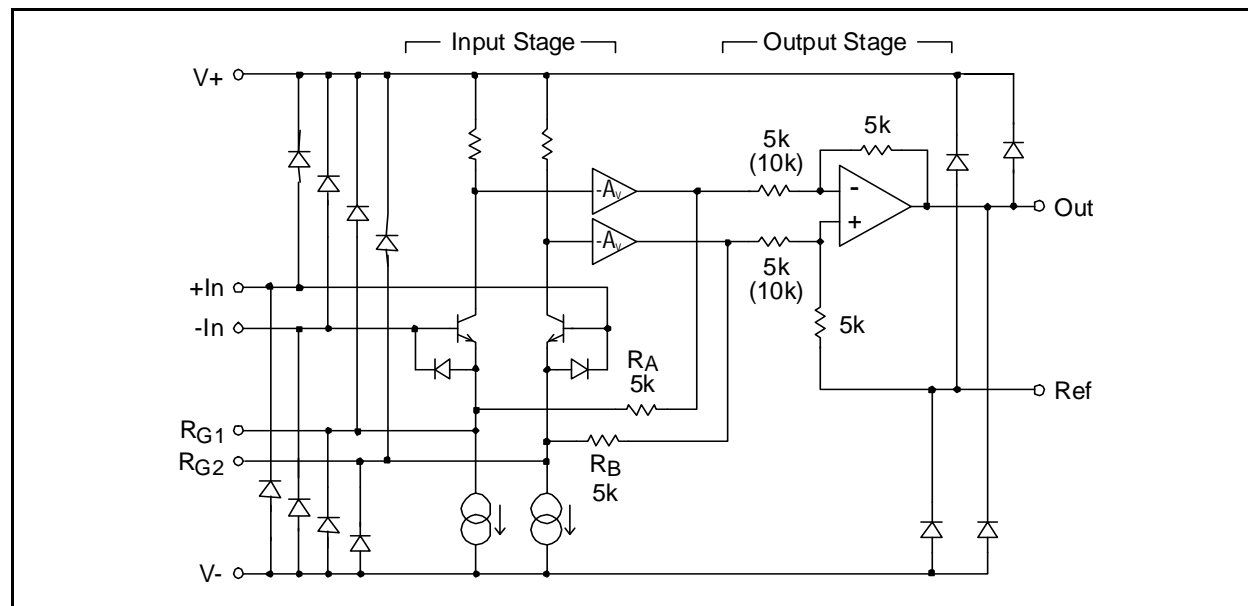 Input Stage
Output Stage
V+
5k
(10k)
5k
-Av
-
Out
-Av
+
5k
(10k)
+In
-In
5k
RA
5k
Ref
RG1
RG2
RB
5k
V-